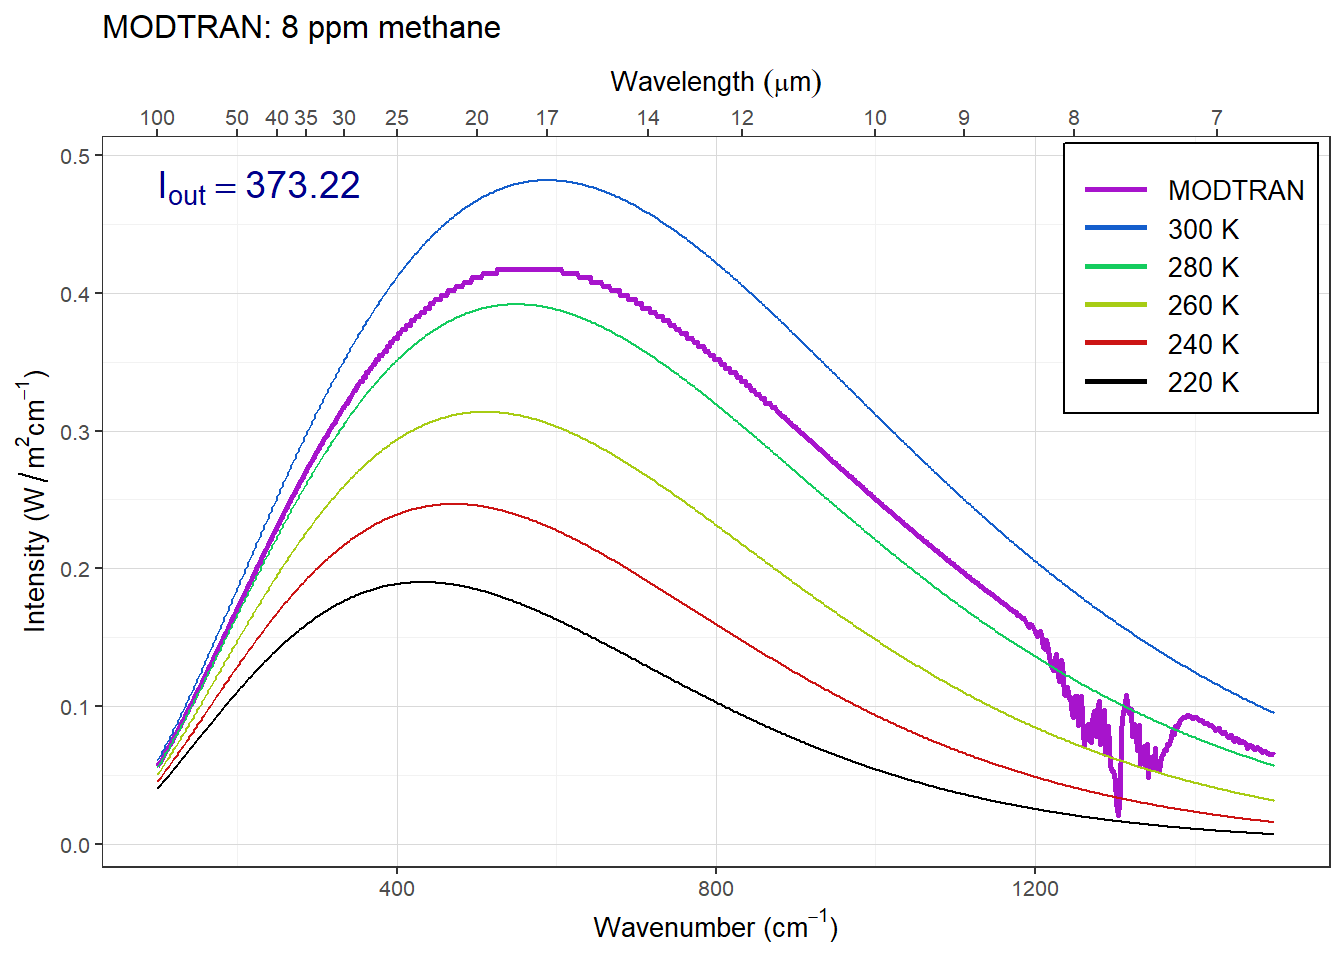 MODTRAN: 8 ppm methane
Wavelength (μm)
100 50 40 35 30 25 20 17 14 12 10 9 8 7
I_out = 373.22
MODTRAN
300 K
280 K
260 K
240 K
220 K
0.5
0.4
0.3
0.2
0.1
0.0
Intensity (W / m² cm⁻¹)
400 800 1200
Wavenumber (cm⁻¹)